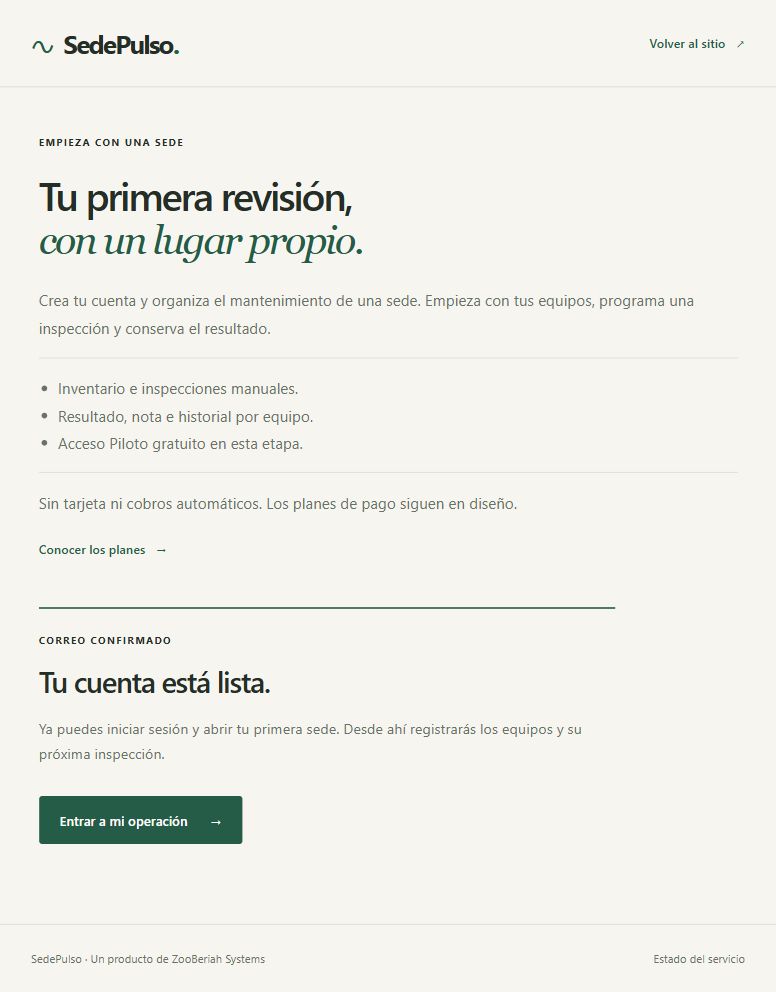 SedePulso.
Volver al sitio ↗
EMPIEZA CON UNA SEDE
Tu primera revisión,
con un lugar propio.
Crea tu cuenta y organiza el mantenimiento de una sede. Empieza con tus equipos, programa una
inspección y conserva el resultado.
• Inventario e inspecciones manuales.
• Resultado, nota e historial por equipo.
• Acceso Piloto gratuito en esta etapa.
Sin tarjeta ni cobros automáticos. Los planes de pago siguen en diseño.
Conocer los planes →
CORREO CONFIRMADO
Tu cuenta está lista.
Ya puedes iniciar sesión y abrir tu primera sede. Desde ahí registrarás los equipos y su
próxima inspección.
Entrar a mi operación →
SedePulso · Un producto de ZooBeriah Systems
Estado del servicio